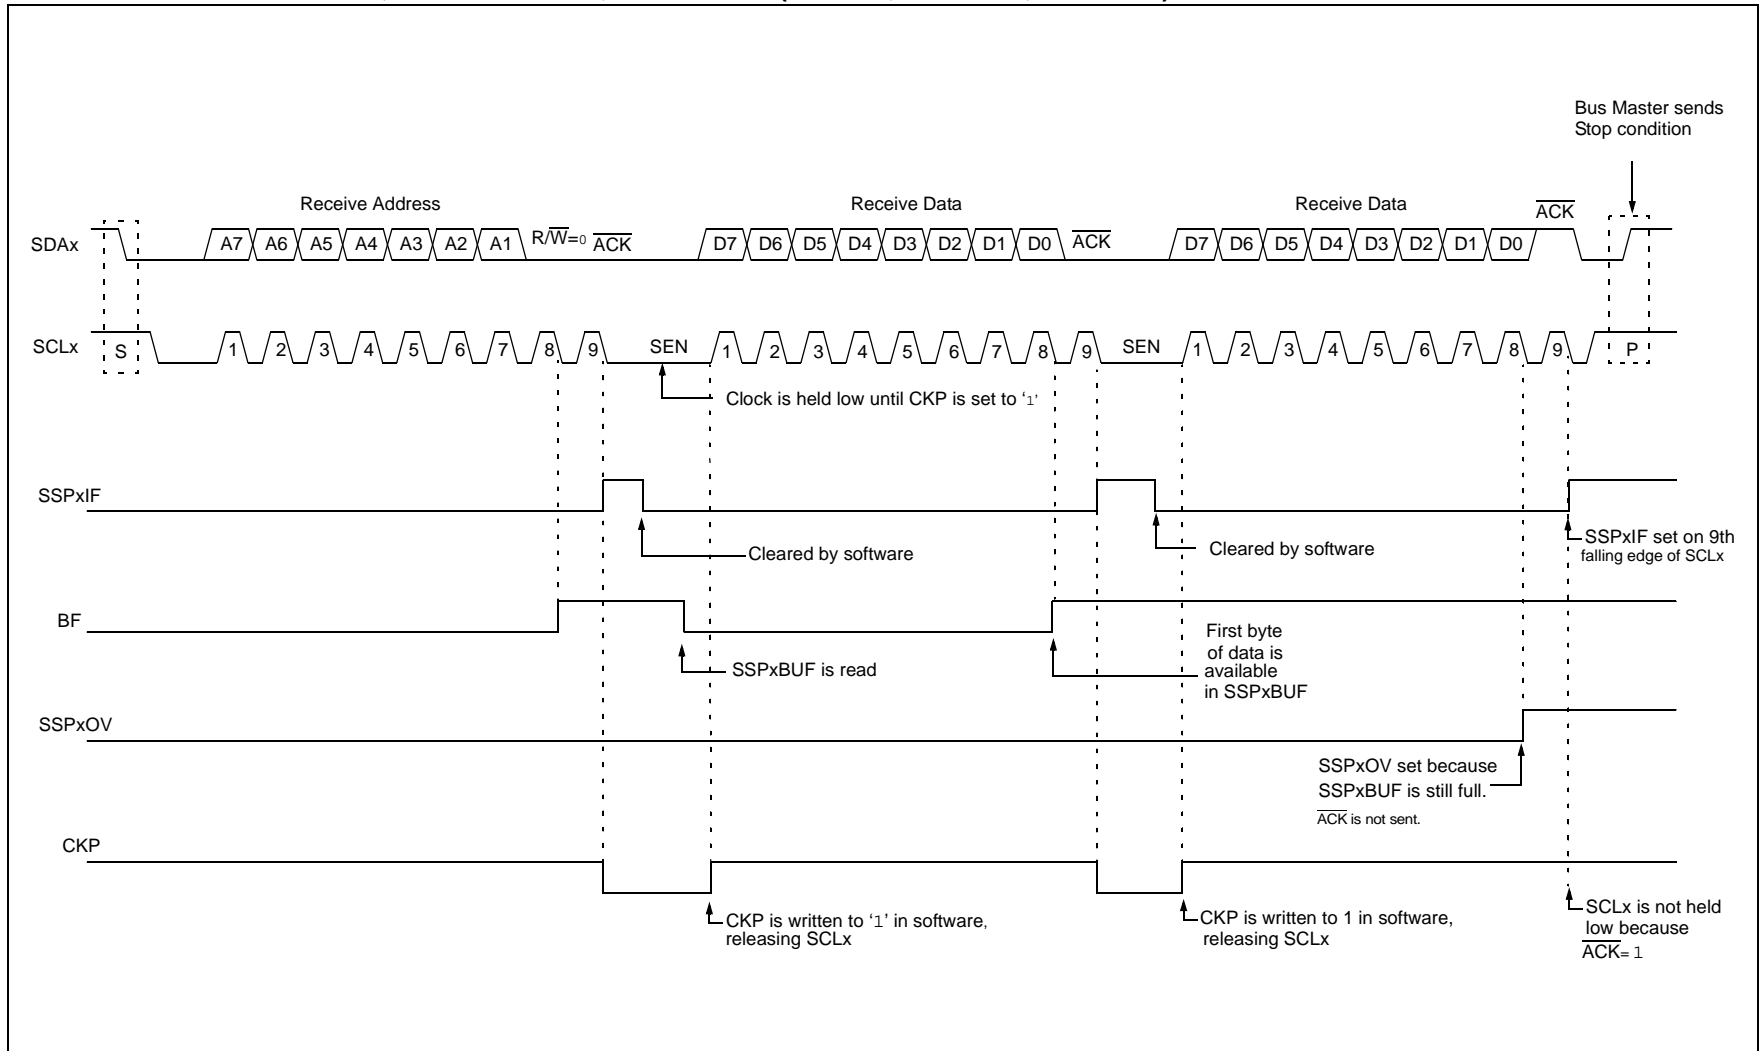 Bus Master sends
Stop condition
Receive Address
Receive Data
Receive Data
ACK
SDAx
A7 A6 A5 A4 A3 A2 A1 R/W=0 ACK D7 D6 D5 D4 D3 D2 D1 D0 ACK D7 D6 D5 D4 D3 D2 D1 D0
SCLx
S 1 2 3 4 5 6 7 8 9 SEN 1 2 3 4 5 6 7 8 9 SEN 1 2 3 4 5 6 7 8 9 P
Clock is held low until CKP is set to ‘1’
SSPxIF
Cleared by software
Cleared by software
SSPxIF set on 9th
falling edge of SCLx
BF
SSPxBUF is read
First byte
of data is
available
in SSPxBUF
SSPxOV
SSPxOV set because
SSPxBUF is still full.
ACK is not sent.
CKP
CKP is written to ‘1’ in software,
releasing SCLx
CKP is written to 1 in software,
releasing SCLx
SCLx is not held
low because
ACK= 1